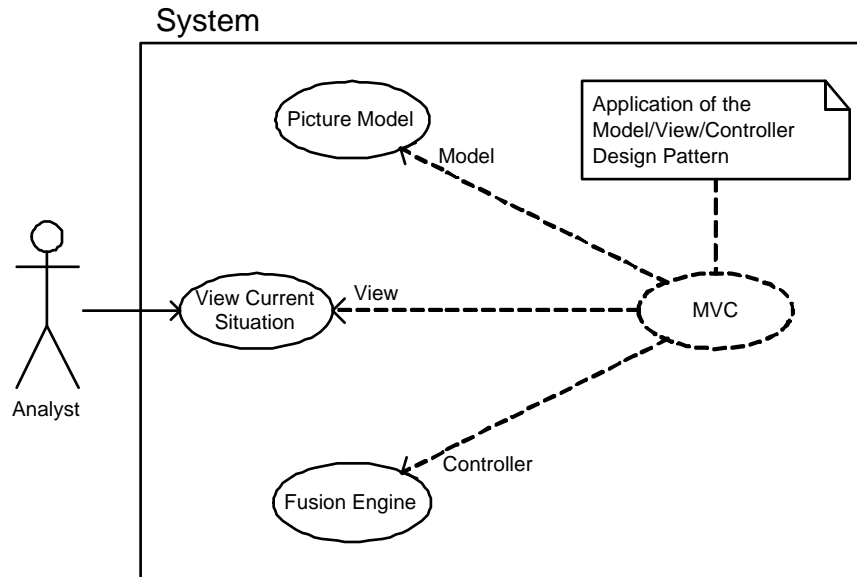 System
Picture Model
Application of the
Model/View/Controller
Design Pattern
Model
View Current
Situation
View
MVC
Analyst
Controller
Fusion Engine